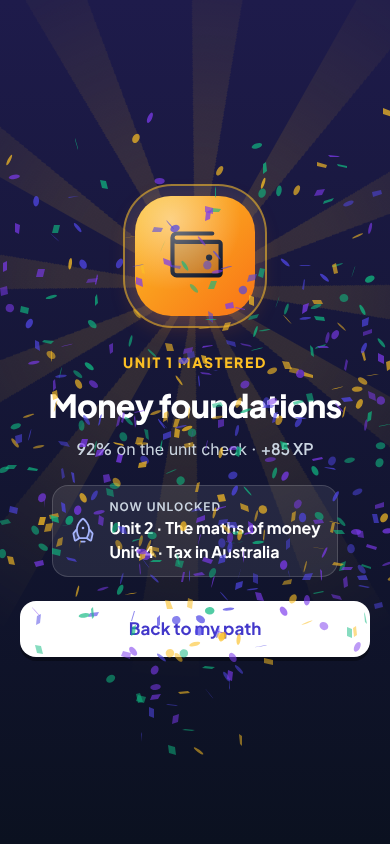 UNIT 1 MASTERED
Money foundations
92% on the unit check · +85 XP
NOW UNLOCKED
Unit 2 · The maths of money
Unit 4 · Tax in Australia
Back to my path